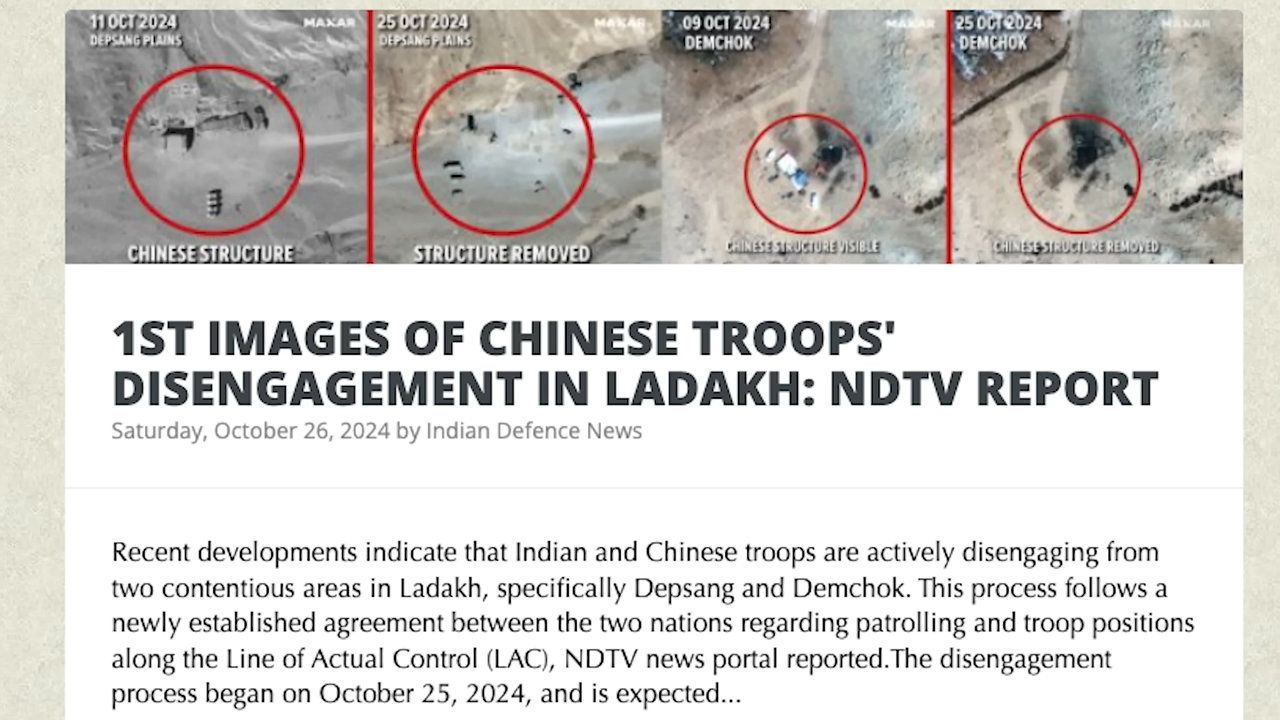 11 OCT 2024
DEPSANG PLAINS
MAXAR
CHINESE STRUCTURE
25 OCT 2024
DEPSANG PLAINS
MAXAR
STRUCTURE REMOVED
09 OCT 2024
DEMCHOK
MAXAR
CHINESE STRUCTURE VISIBLE
25 OCT 2024
DEMCHOK
MAXAR
CHINESE STRUCTURE REMOVED
1ST IMAGES OF CHINESE TROOPS'
DISENGAGEMENT IN LADAKH: NDTV REPORT
Saturday, October 26, 2024 by Indian Defence News
Recent developments indicate that Indian and Chinese troops are actively disengaging from
two contentious areas in Ladakh, specifically Depsang and Demchok. This process follows a
newly established agreement between the two nations regarding patrolling and troop positions
along the Line of Actual Control (LAC), NDTV news portal reported.The disengagement
process began on October 25, 2024, and is expected...